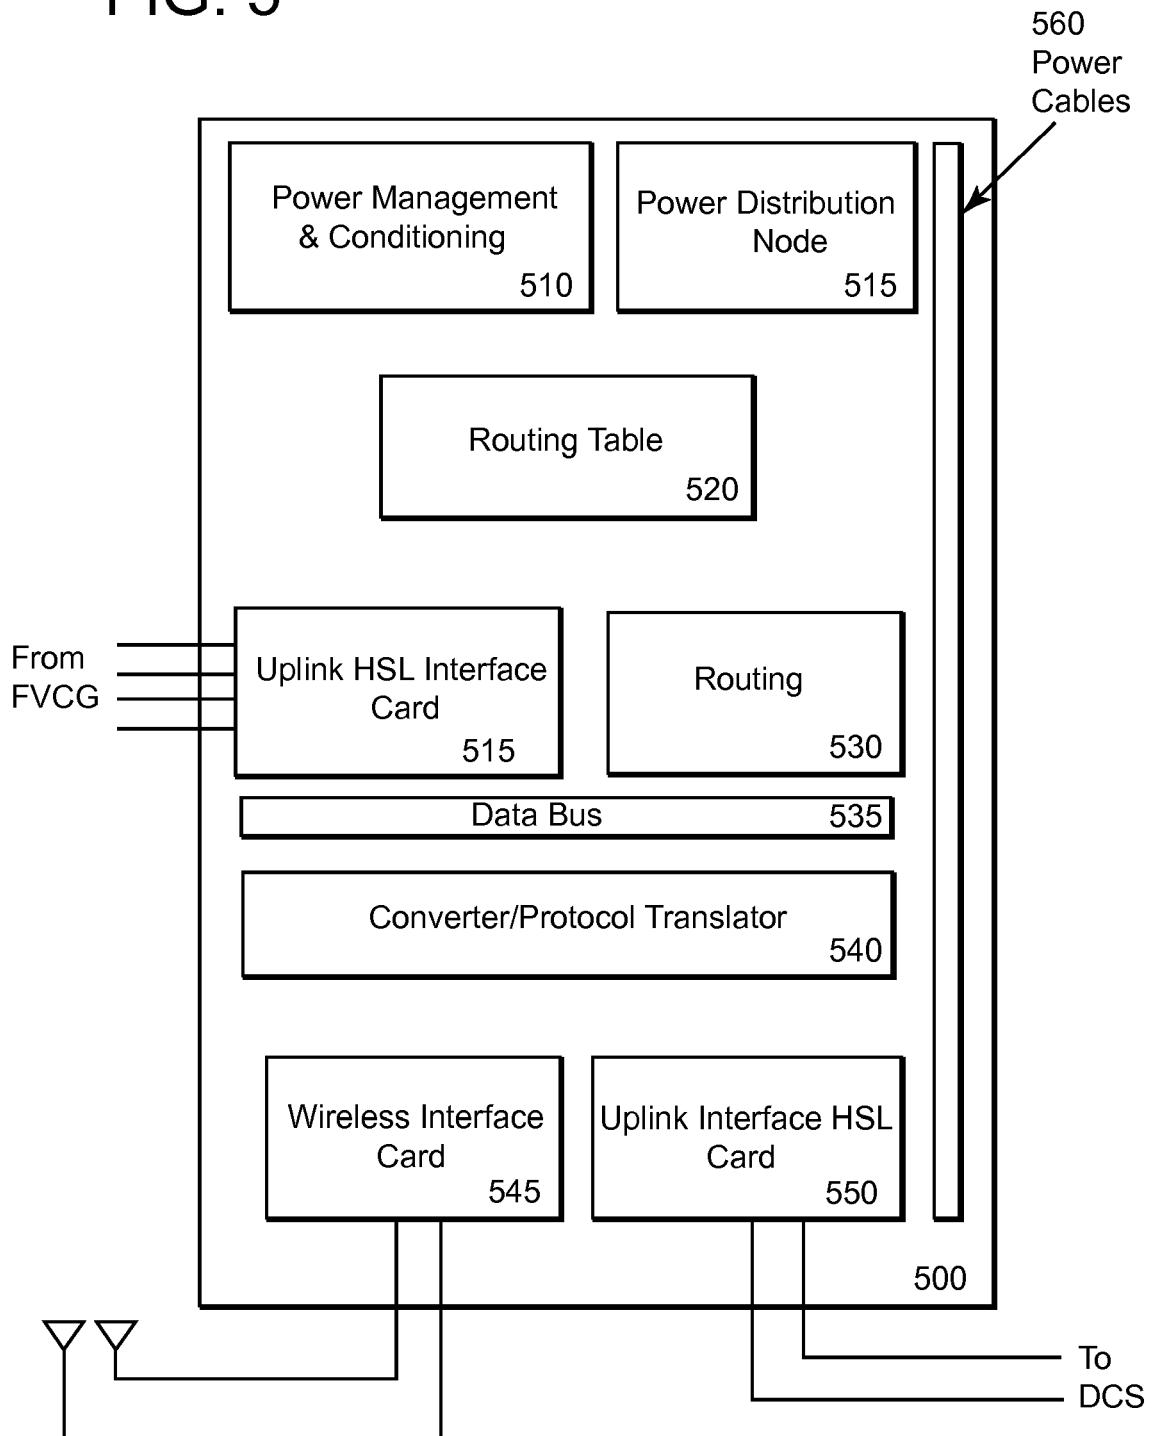 FIG. 5
560
Power
Cables
Power Management
& Conditioning
510
Power Distribution
Node
515
Routing Table
520
From
FVCG
Uplink HSL Interface
Card
515
Routing
530
Data Bus
535
Converter/Protocol Translator
540
Wireless Interface
Card
545
Uplink Interface HSL
Card
550
500
To
DCS